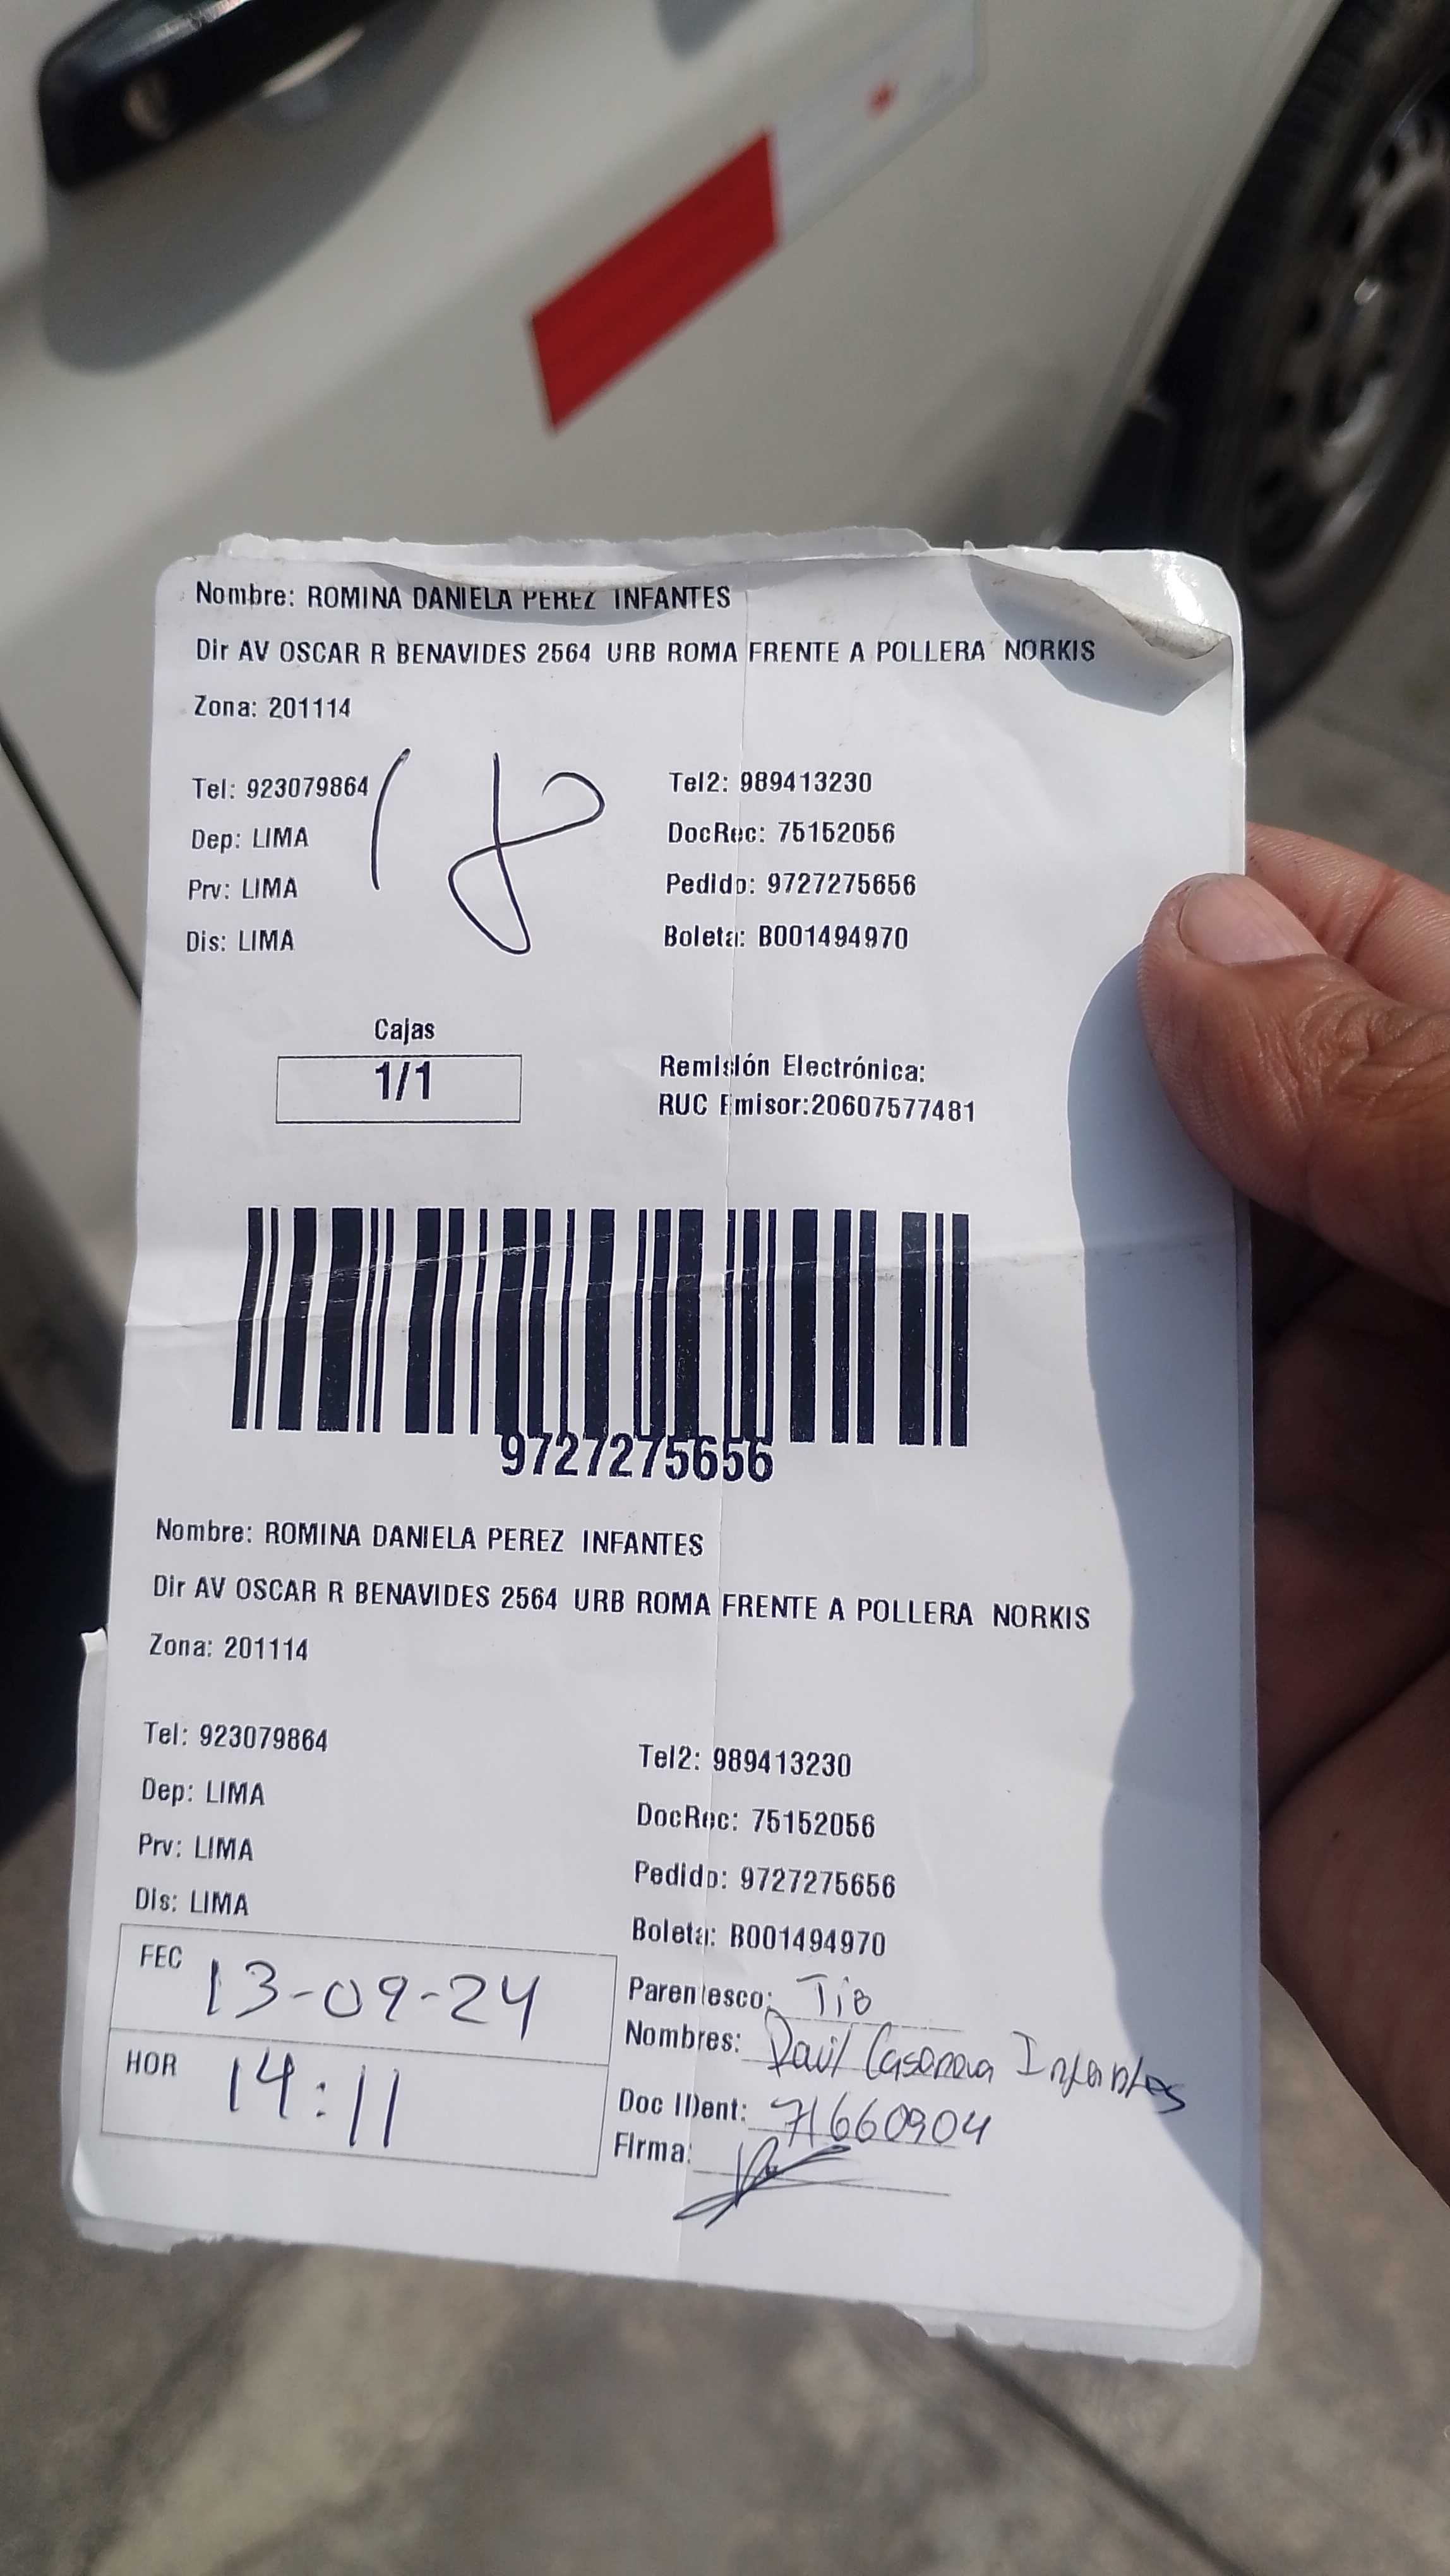 Nombre: ROMINA DANIELA PEREZ INFANTES
Dir AV OSCAR R BENAVIDES 2564 URB ROMA FRENTE A POLLERA NORKIS
Zona: 201114
Tel: 923079864
Tel2: 989413230
Dep: LIMA
DocRec: 75152056
Prv: LIMA
Pedido: 9727275656
Dis: LIMA
Boleta: B001494970
18
Cajas
1/1
Remisión Electrónica:
RUC Emisor:20607577481
9727275656
Nombre: ROMINA DANIELA PEREZ INFANTES
Dir AV OSCAR R BENAVIDES 2564 URB ROMA FRENTE A POLLERA NORKIS
Zona: 201114
Tel: 923079864
Tel2: 989413230
Dep: LIMA
DocRec: 75152056
Prv: LIMA
Pedido: 9727275656
Dis: LIMA
Boleta: B001494970
FEC 13-09-24
Parentesco: Tio
Nombres: Raúl Casanova Infantes
HOR 14:11
Doc IDent: 71660904
Firma: